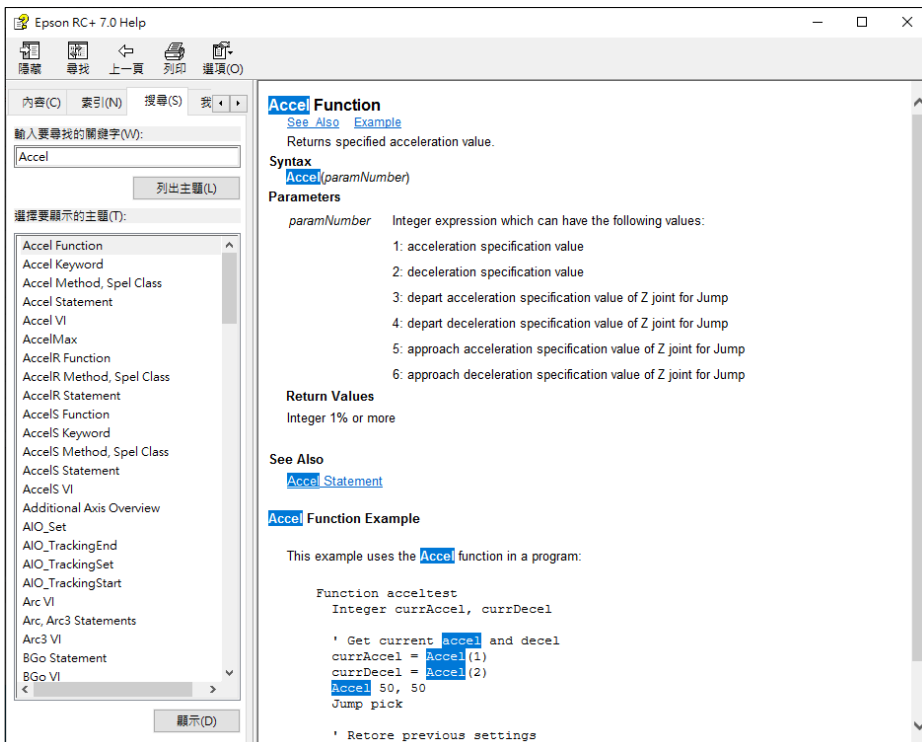 Epson RC+ 7.0 Help
隱藏 尋找 上一頁 列印 選項(O)
內容(C) 索引(N) 搜尋(S) 我
輸入要尋找的關鍵字(W):
Accel
列出主題(L)
選擇要顯示的主題(T):
Accel Function
Accel Keyword
Accel Method, Spel Class
Accel Statement
Accel VI
AccelMax
AccelR Function
AccelR Method, Spel Class
AccelR Statement
AccelS Function
AccelS Keyword
AccelS Method, Spel Class
AccelS Statement
AccelS VI
Additional Axis Overview
AIO_Set
AIO_TrackingEnd
AIO_TrackingSet
AIO_TrackingStart
Arc VI
Arc, Arc3 Statements
Arc3 VI
BGo Statement
BGo VI
顯示(D)
Accel Function
See Also Example
Returns specified acceleration value.
Syntax
Accel(paramNumber)
Parameters
paramNumber Integer expression which can have the following values:
1: acceleration specification value
2: deceleration specification value
3: depart acceleration specification value of Z joint for Jump
4: depart deceleration specification value of Z joint for Jump
5: approach acceleration specification value of Z joint for Jump
6: approach deceleration specification value of Z joint for Jump
Return Values
Integer 1% or more
See Also
Accel Statement
Accel Function Example
This example uses the Accel function in a program:
Function acceltest
Integer currAccel, currDecel
' Get current accel and decel
currAccel = Accel(1)
currDecel = Accel(2)
Accel 50, 50
Jump pick
' Retore previous settings